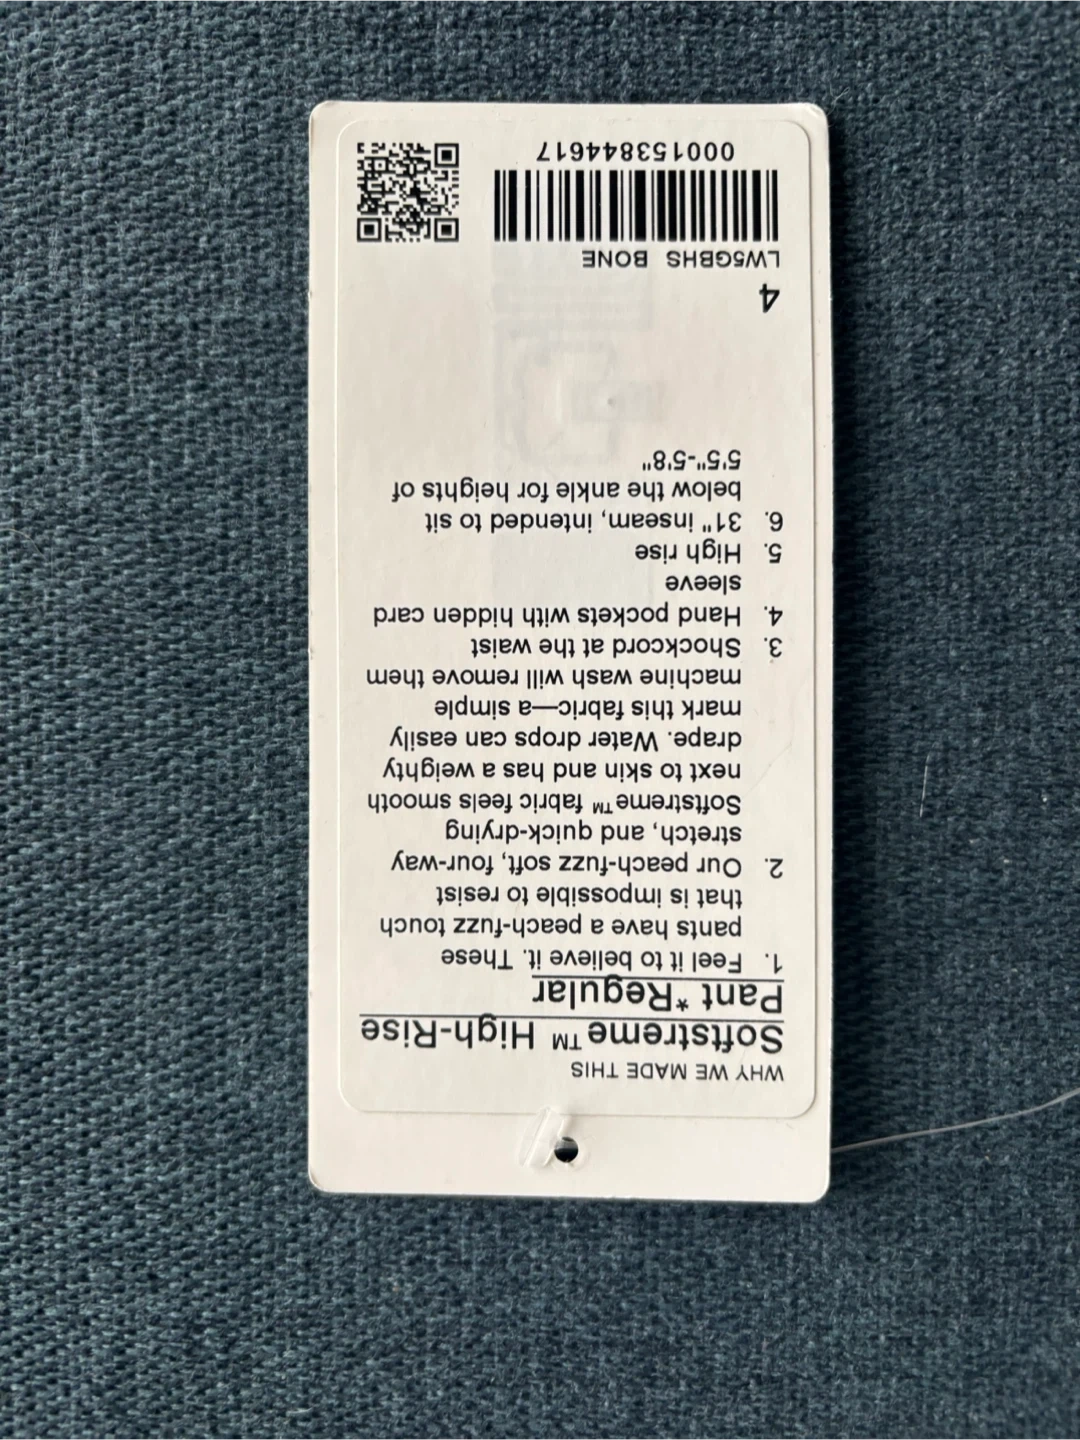 WHY WE MADE THIS
Softstreme™ High-Rise
Pant *Regular
1. Feel it to believe it. These
pants have a peach-fuzz touch
that is impossible to resist
2. Our peach-fuzz soft, four-way
stretch, and quick-drying
Softstreme™ fabric feels smooth
next to skin and has a weighty
drape. Water drops can easily
mark this fabric—a simple
machine wash will remove them
3. Shockcord at the waist
4. Hand pockets with hidden card
sleeve
5. High rise
6. 31" inseam, intended to sit
below the ankle for heights of
5'5"-5'8"
4
LW5GBHS BONE
000153844617